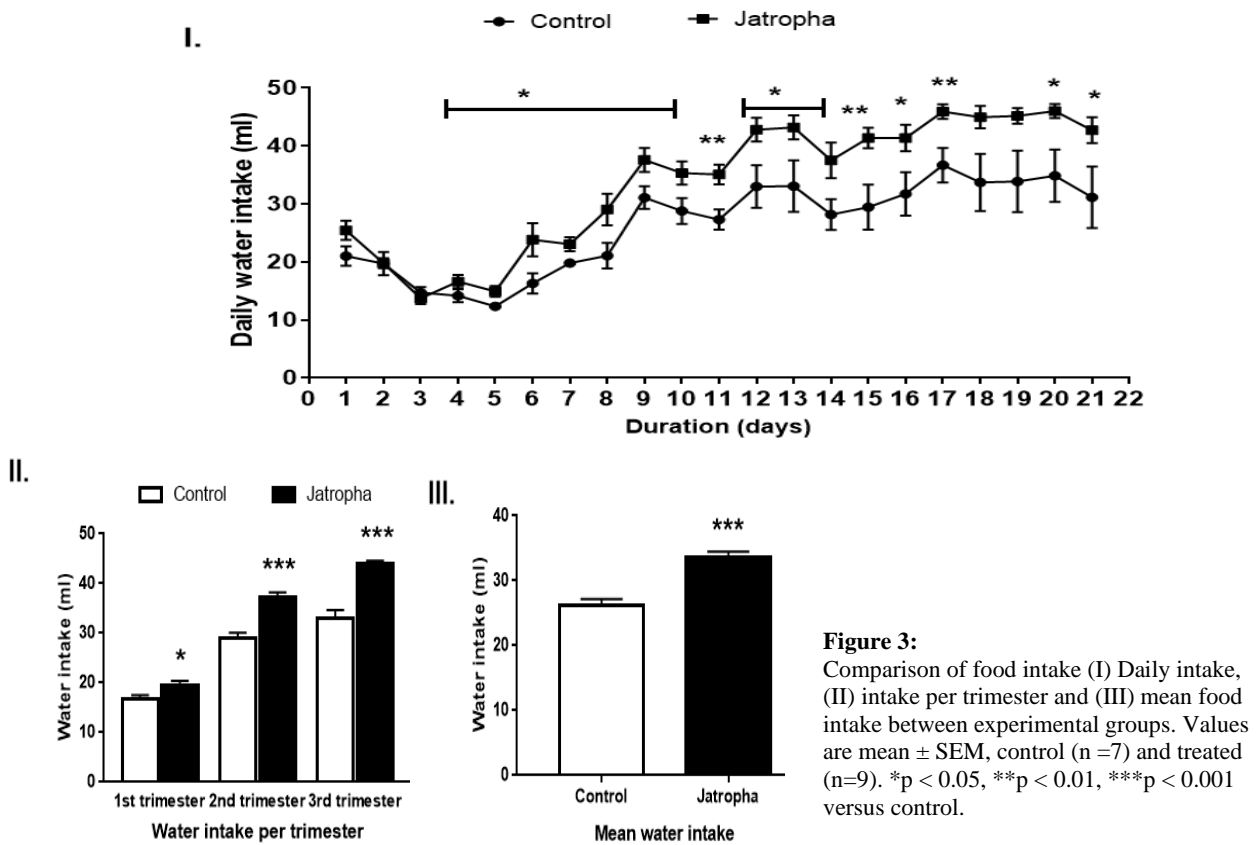 Control Jatropha
I.
Daily water intake (ml)
50
40
30
20
10
0
* ** * ** * ** * *
0 1 2 3 4 5 6 7 8 9 10 11 12 13 14 15 16 17 18 19 20 21 22
Duration (days)
II.
Control Jatropha
Water intake (ml)
50
40
30
20
10
0
* *** ***
1st trimester 2nd trimester 3rd trimester
Water intake per trimester
III.
Water intake (ml)
40
30
20
10
0
***
Control Jatropha
Mean water intake
Figure 3:
Comparison of food intake (I) Daily intake,
(II) intake per trimester and (III) mean food
intake between experimental groups. Values
are mean ± SEM, control (n =7) and treated
(n=9). *p < 0.05, **p < 0.01, ***p < 0.001
versus control.